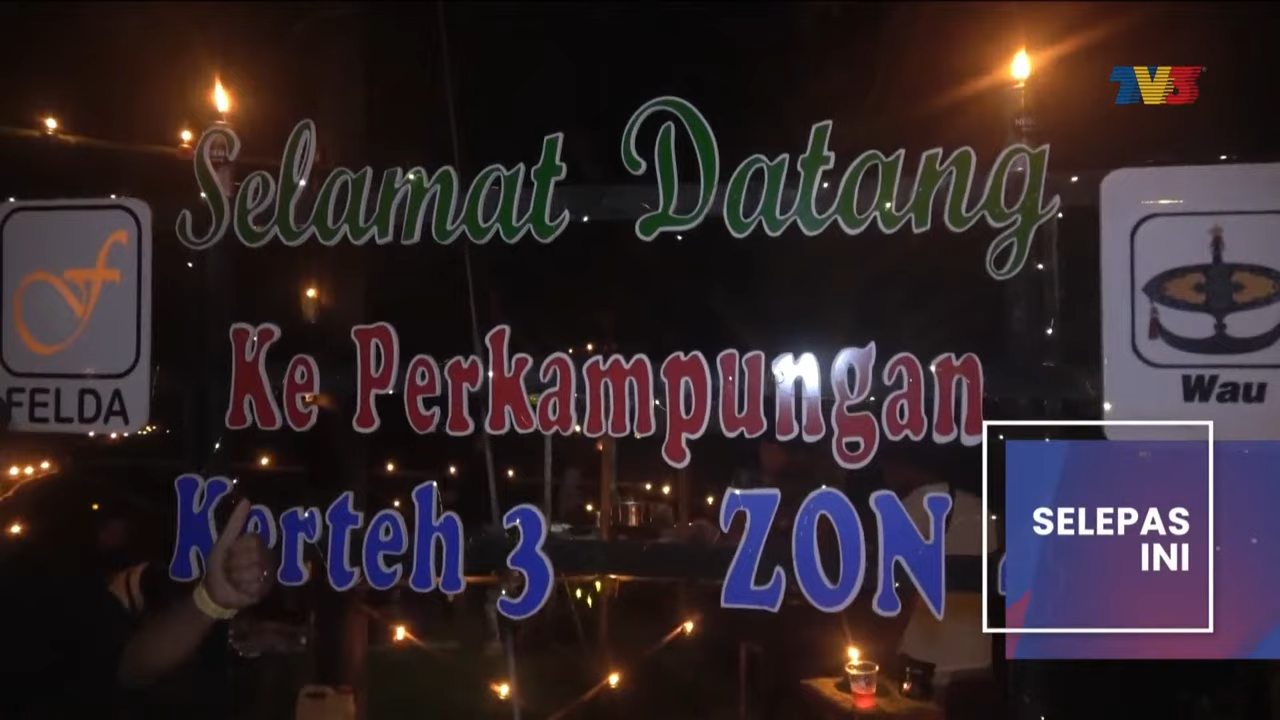 TV3
Selamat Datang
FELDA
Wau
Ke Perkampungan
Kerteh 3 ZON
SELEPAS
INI